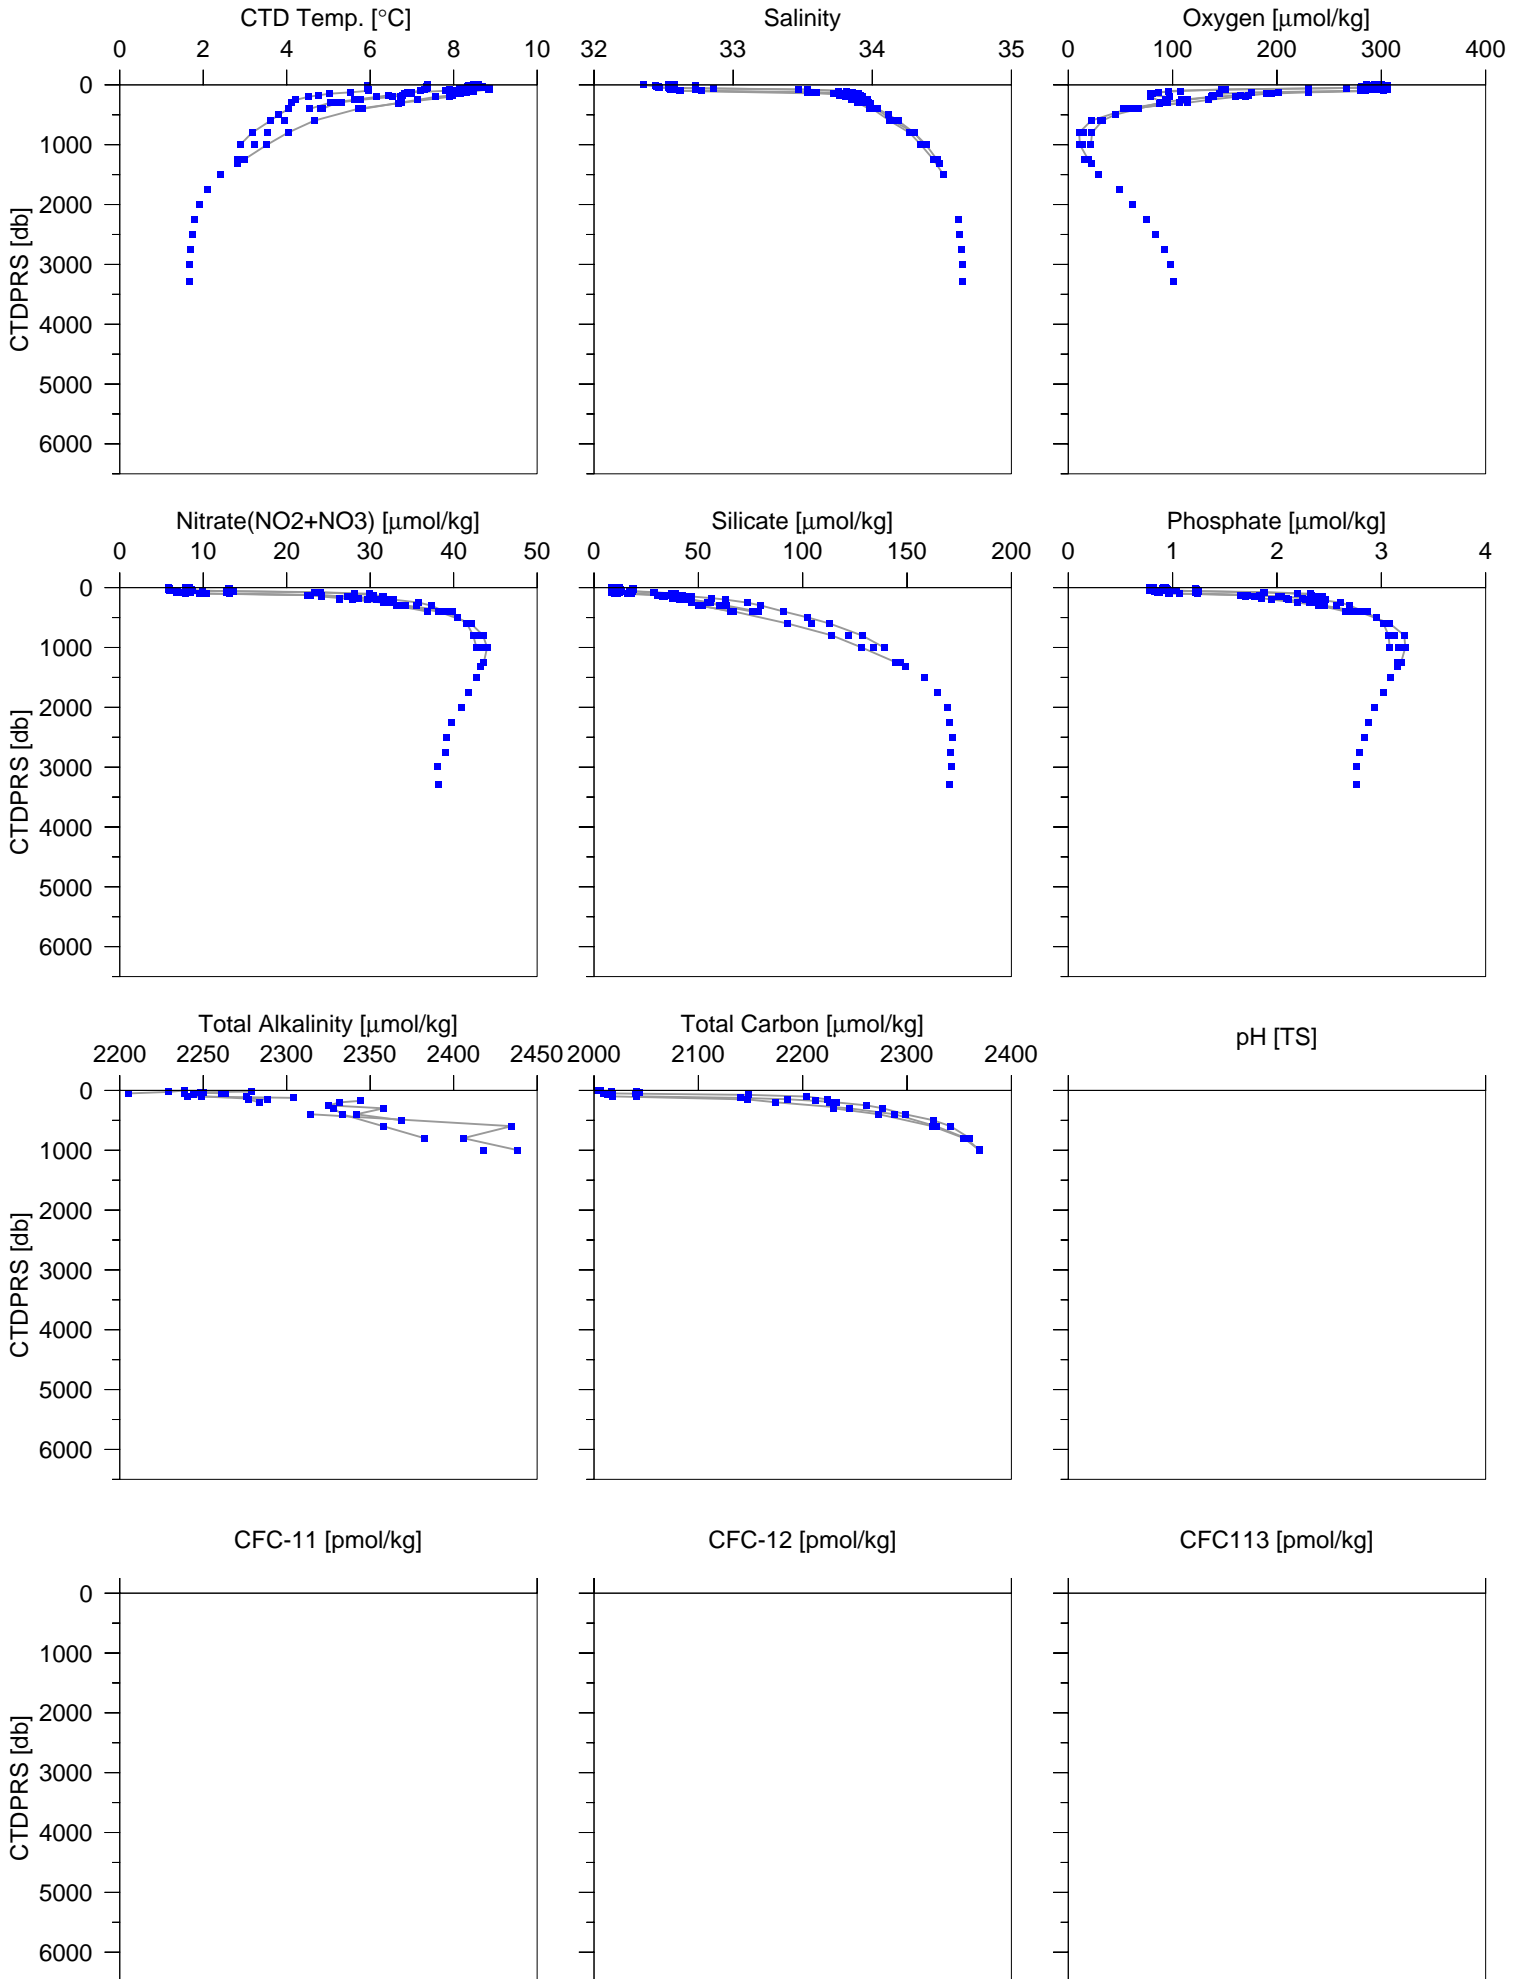 CTD Temp. [°C] Salinity Oxygen [μmol/kg]
0 2 4 6 8 10 32 33 34 35 0 100 200 300 400
0
1000
2000
3000
4000
5000
6000
CTDPRS [db]
Nitrate(NO2+NO3) [μmol/kg] Silicate [μmol/kg] Phosphate [μmol/kg]
0 10 20 30 40 50 0 50 100 150 200 0 1 2 3 4
0
1000
2000
3000
4000
5000
6000
CTDPRS [db]
Total Alkalinity [μmol/kg] Total Carbon [μmol/kg] pH [TS]
2200 2250 2300 2350 2400 2450 2000 2100 2200 2300 2400
0
1000
2000
3000
4000
5000
6000
CTDPRS [db]
CFC-11 [pmol/kg] CFC-12 [pmol/kg] CFC113 [pmol/kg]
0
1000
2000
3000
4000
5000
6000
CTDPRS [db]